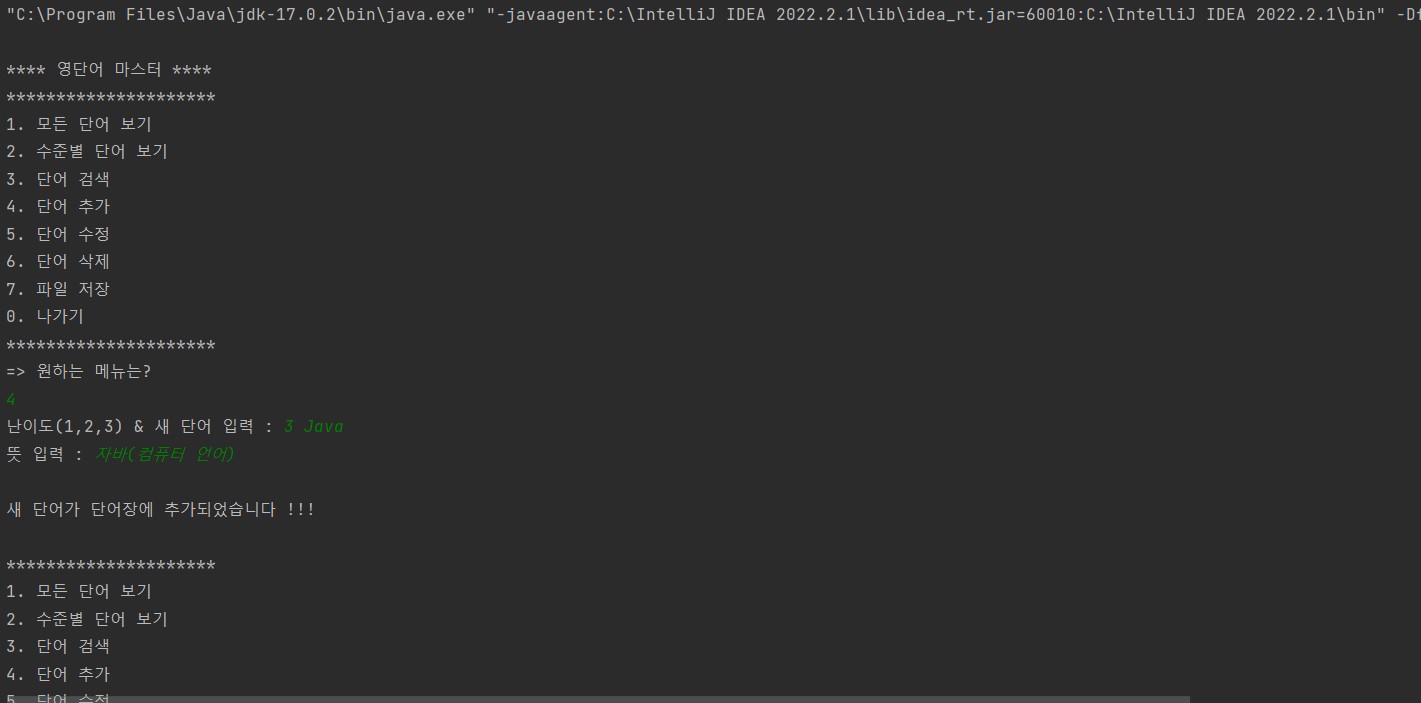 "C:\Program Files\Java\jdk-17.0.2\bin\java.exe" "-javaagent:C:\IntelliJ IDEA 2022.2.1\lib\idea_rt.jar=60010:C:\IntelliJ IDEA 2022.2.1\bin"
**** 영단어 마스터 ****
*********************
1. 모든 단어 보기
2. 수준별 단어 보기
3. 단어 검색
4. 단어 추가
5. 단어 수정
6. 단어 삭제
7. 파일 저장
0. 나가기
*********************
=> 원하는 메뉴는?
4
난이도(1,2,3) & 새 단어 입력 : 3 Java
뜻 입력 : 자바(컴퓨터 언어)
새 단어가 단어장에 추가되었습니다 !!!
*********************
1. 모든 단어 보기
2. 수준별 단어 보기
3. 단어 검색
4. 단어 추가
5. 단어 수정